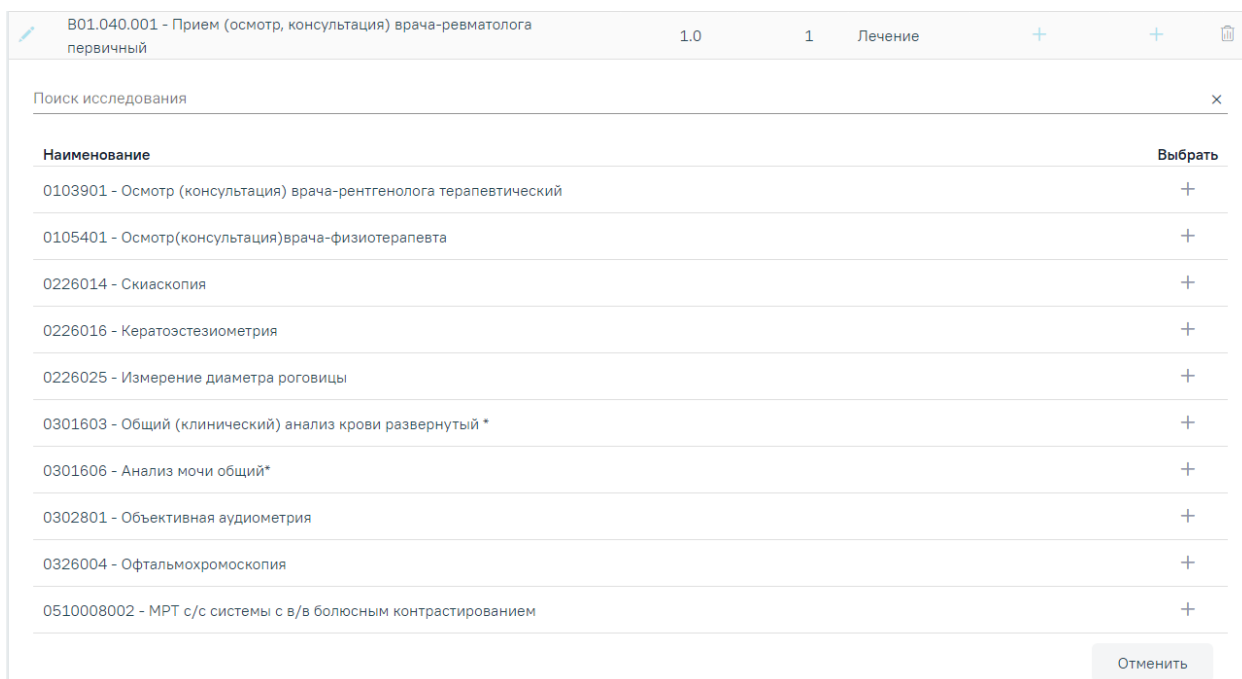 B01.040.001 - Прием (осмотр, консультация) врача-ревматолога
первичный
1.0
1
Лечение
Поиск исследования
Наименование
Выбрать
0103901 - Осмотр (консультация) врача-рентгенолога терапевтический
0105401 - Осмотр(консультация)врача-физиотерапевта
0226014 - Скиаскопия
0226016 - Кератоэстезиометрия
0226025 - Измерение диаметра роговицы
0301603 - Общий (клинический) анализ крови развернутый *
0301606 - Анализ мочи общий*
0302801 - Объективная аудиометрия
0326004 - Офтальмохромоскопия
0510008002 - МРТ с/с системы с в/в болюсным контрастированием
Отменить